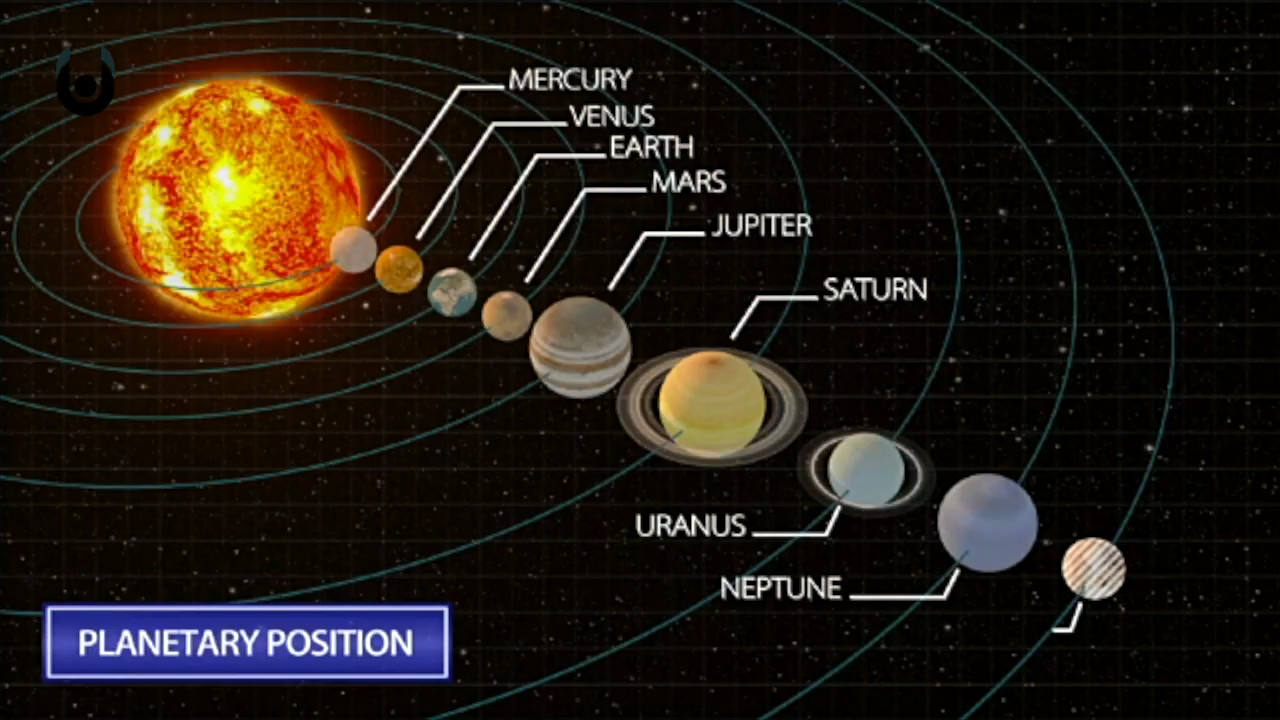 MERCURY
VENUS
EARTH
MARS
JUPITER
SATURN
URANUS
NEPTUNE
PLANETARY POSITION